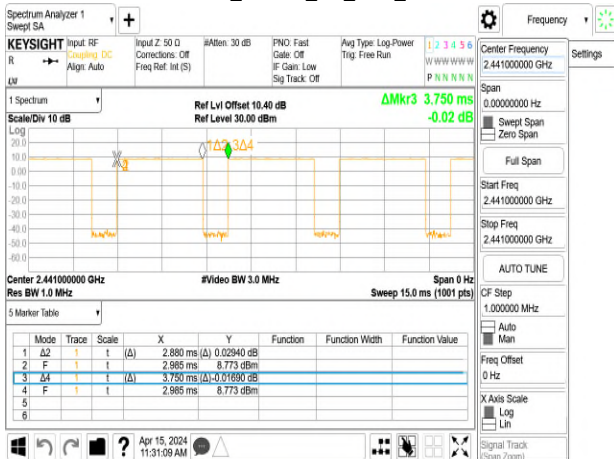 Spectrum Analyzer 1
Swept SA
Frequency
KEYSIGHT
Input: RF
Coupling: DC
Align: Auto
Input Z: 50 Ω
Corrections: Off
Freq Ref: Int (S)
#Atten: 30 dB
PNO: Fast
Gate: Off
IF Gain: Low
Sig Track: Off
Avg Type: Log-Power
Trig: Free Run
1 2 3 4 5 6
W W W W W W
P N N N N N
R
Settings
Center Frequency
2.441000000 GHz
1 Spectrum
Scale/Div 10 dB
Ref Lvl Offset 10.40 dB
Ref Level 30.00 dBm
ΔMkr3 3.750 ms
-0.02 dB
Log
20.0
10.0
0.00
-10.0
-20.0
-30.0
-40.0
-50.0
-60.0
1Δ2 3Δ4
Center 2.441000000 GHz
Res BW 1.0 MHz
#Video BW 3.0 MHz
Span 0 Hz
Sweep 15.0 ms (1001 pts)
Span
0.00000000 Hz
Swept Span
Zero Span
Full Span
Start Freq
2.441000000 GHz
Stop Freq
2.441000000 GHz
AUTO TUNE
CF Step
1.000000 MHz
Auto
Man
Freq Offset
0 Hz
X Axis Scale
Log
Lin
Signal Track
(Span Zoom)
5 Marker Table
Mode Trace Scale X Y Function Function Width Function Value
1 Δ2 1 t (Δ) 2.880 ms (Δ) 0.02940 dB
2 F 1 t 2.985 ms 8.773 dBm
3 Δ4 1 t (Δ) 3.750 ms (Δ) -0.01690 dB
4 F 1 t 2.985 ms 8.773 dBm
5
6
?
Apr 15, 2024
11:31:09 AM